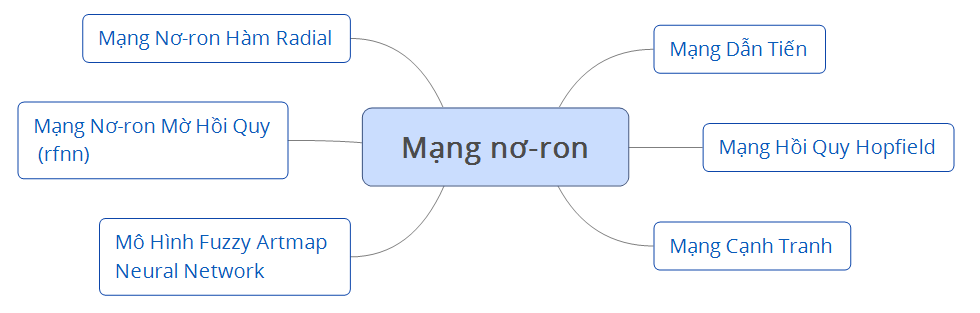 Mạng Nơ-ron Hàm Radial
Mạng Dẫn Tiến
Mạng Nơ-ron Mờ Hồi Quy
(rfnn)
Mạng nơ-ron
Mạng Hồi Quy Hopfield
Mô Hình Fuzzy Artmap
Neural Network
Mạng Cạnh Tranh